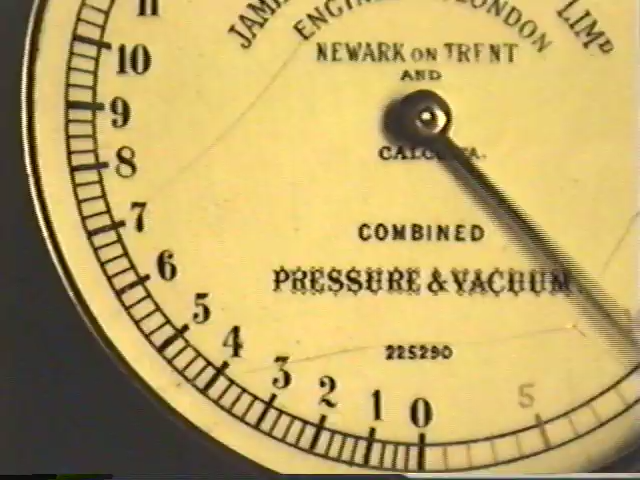 LONDON
LIMD
NEWARK ON TRENT
AND
COMBINED
PRESSURE & VACUUM
225290
11
10
9
8
7
6
5
4
3
2
1
0
5